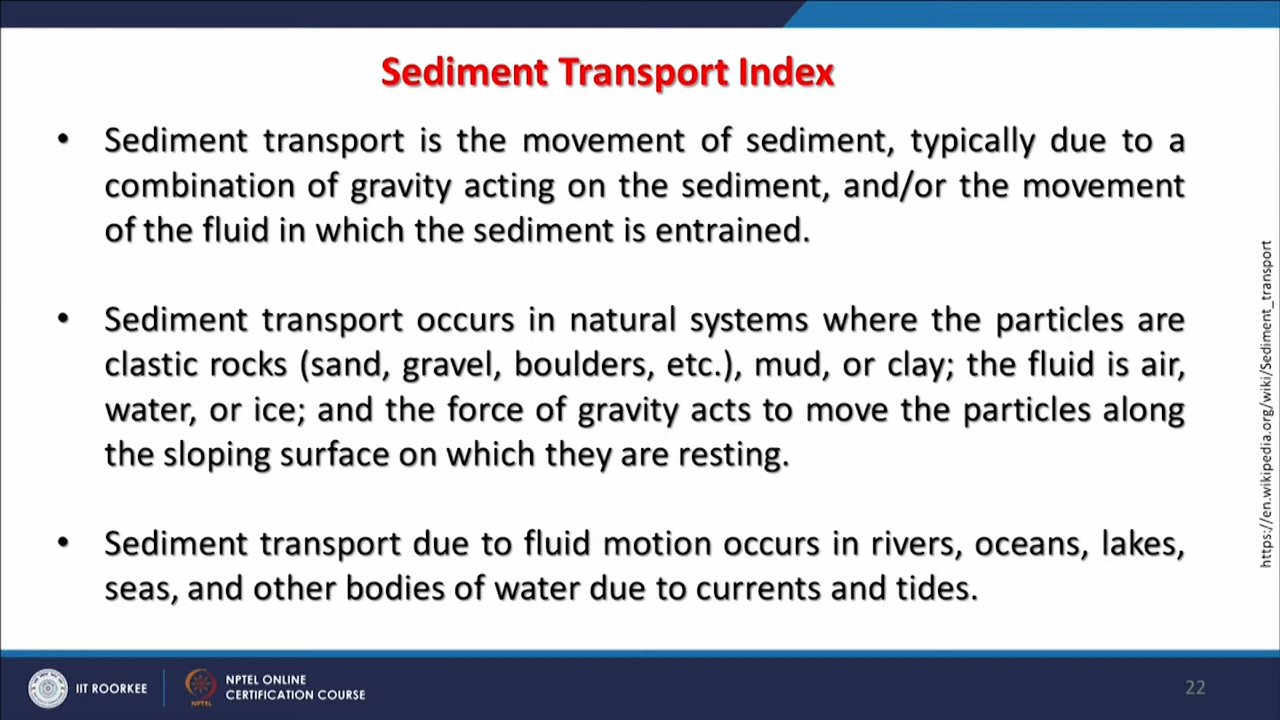 Sediment Transport Index
• Sediment transport is the movement of sediment, typically due to a
combination of gravity acting on the sediment, and/or the movement
of the fluid in which the sediment is entrained.
• Sediment transport occurs in natural systems where the particles are
clastic rocks (sand, gravel, boulders, etc.), mud, or clay; the fluid is air,
water, or ice; and the force of gravity acts to move the particles along
the sloping surface on which they are resting.
• Sediment transport due to fluid motion occurs in rivers, oceans, lakes,
seas, and other bodies of water due to currents and tides.
https://en.wikipedia.org/wiki/Sediment_transport
IIT ROORKEE
NPTEL
NPTEL ONLINE
CERTIFICATION COURSE
22